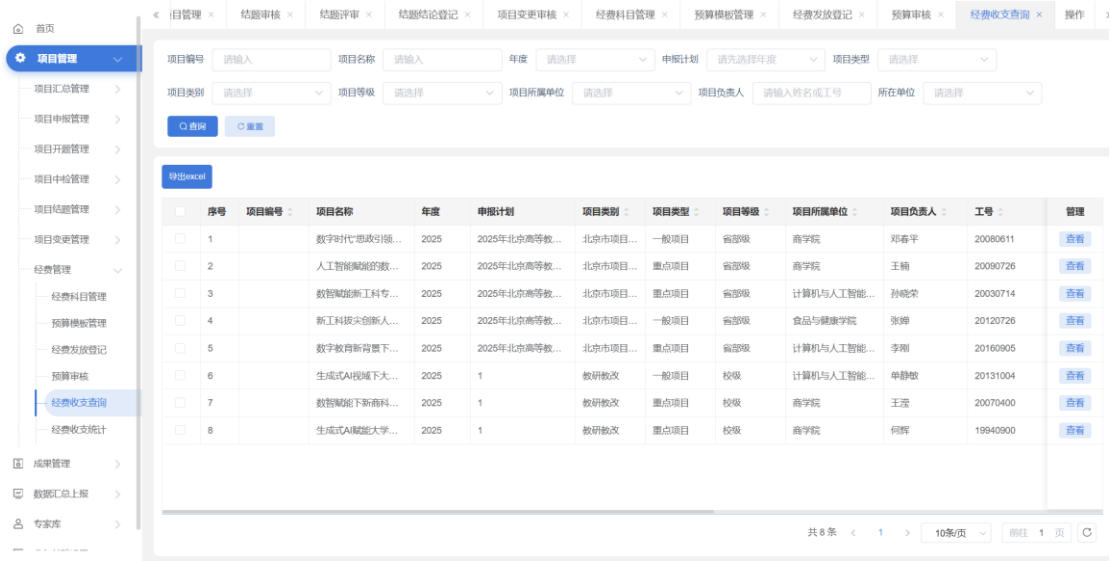 « 目管理 × 结题审核 × 结题评审 × 结题结论登记 × 项目变更审核 × 经费科目管理 × 预算模板管理 × 经费发放登记 × 预算审核 × 经费收支查询 × 操作
首页
项目管理
项目汇总管理
项目申报管理
项目开题管理
项目中检管理
项目结题管理
项目变更管理
经费管理
经费科目管理
预算模板管理
经费发放登记
预算审核
经费收支查询
经费收支统计
成果管理
数据汇总上报
专家库
项目编号 请输入 项目名称 请输入 年度 请选择 申报计划 请先选择年度 项目类型 请选择
项目类别 请选择 项目等级 请选择 项目所属单位 请选择 项目负责人 请输入姓名或工号 所在单位 请选择
查询 重置
导出excel
序号 项目编号 项目名称 年度 申报计划 项目类别 项目类型 项目等级 项目所属单位 项目负责人 工号 管理
1 数字时代“思政引领... 2025 2025年北京高等教... 北京市项目... 一般项目 省部级 商学院 邓春平 20080611 查看
2 人工智能赋能的数... 2025 2025年北京高等教... 北京市项目... 重点项目 省部级 商学院 王楠 20090726 查看
3 数智赋能新工科专... 2025 2025年北京高等教... 北京市项目... 重点项目 省部级 计算机与人工智能... 孙晓荣 20030714 查看
4 新工科拔尖创新人... 2025 2025年北京高等教... 北京市项目... 一般项目 省部级 食品与健康学院 张婵 20120726 查看
5 数字教育新背景下... 2025 2025年北京高等教... 北京市项目... 重点项目 省部级 计算机与人工智能... 李刚 20160905 查看
6 生成式AI视域下大... 2025 1 教研教改 一般项目 校级 计算机与人工智能... 单静敏 20131004 查看
7 数智赋能下新商科... 2025 1 教研教改 重点项目 校级 商学院 王滢 20070400 查看
8 生成式AI赋能大学... 2025 1 教研教改 重点项目 校级 商学院 何辉 19940900 查看
共 8 条 < 1 > 10条/页 前往 1 页